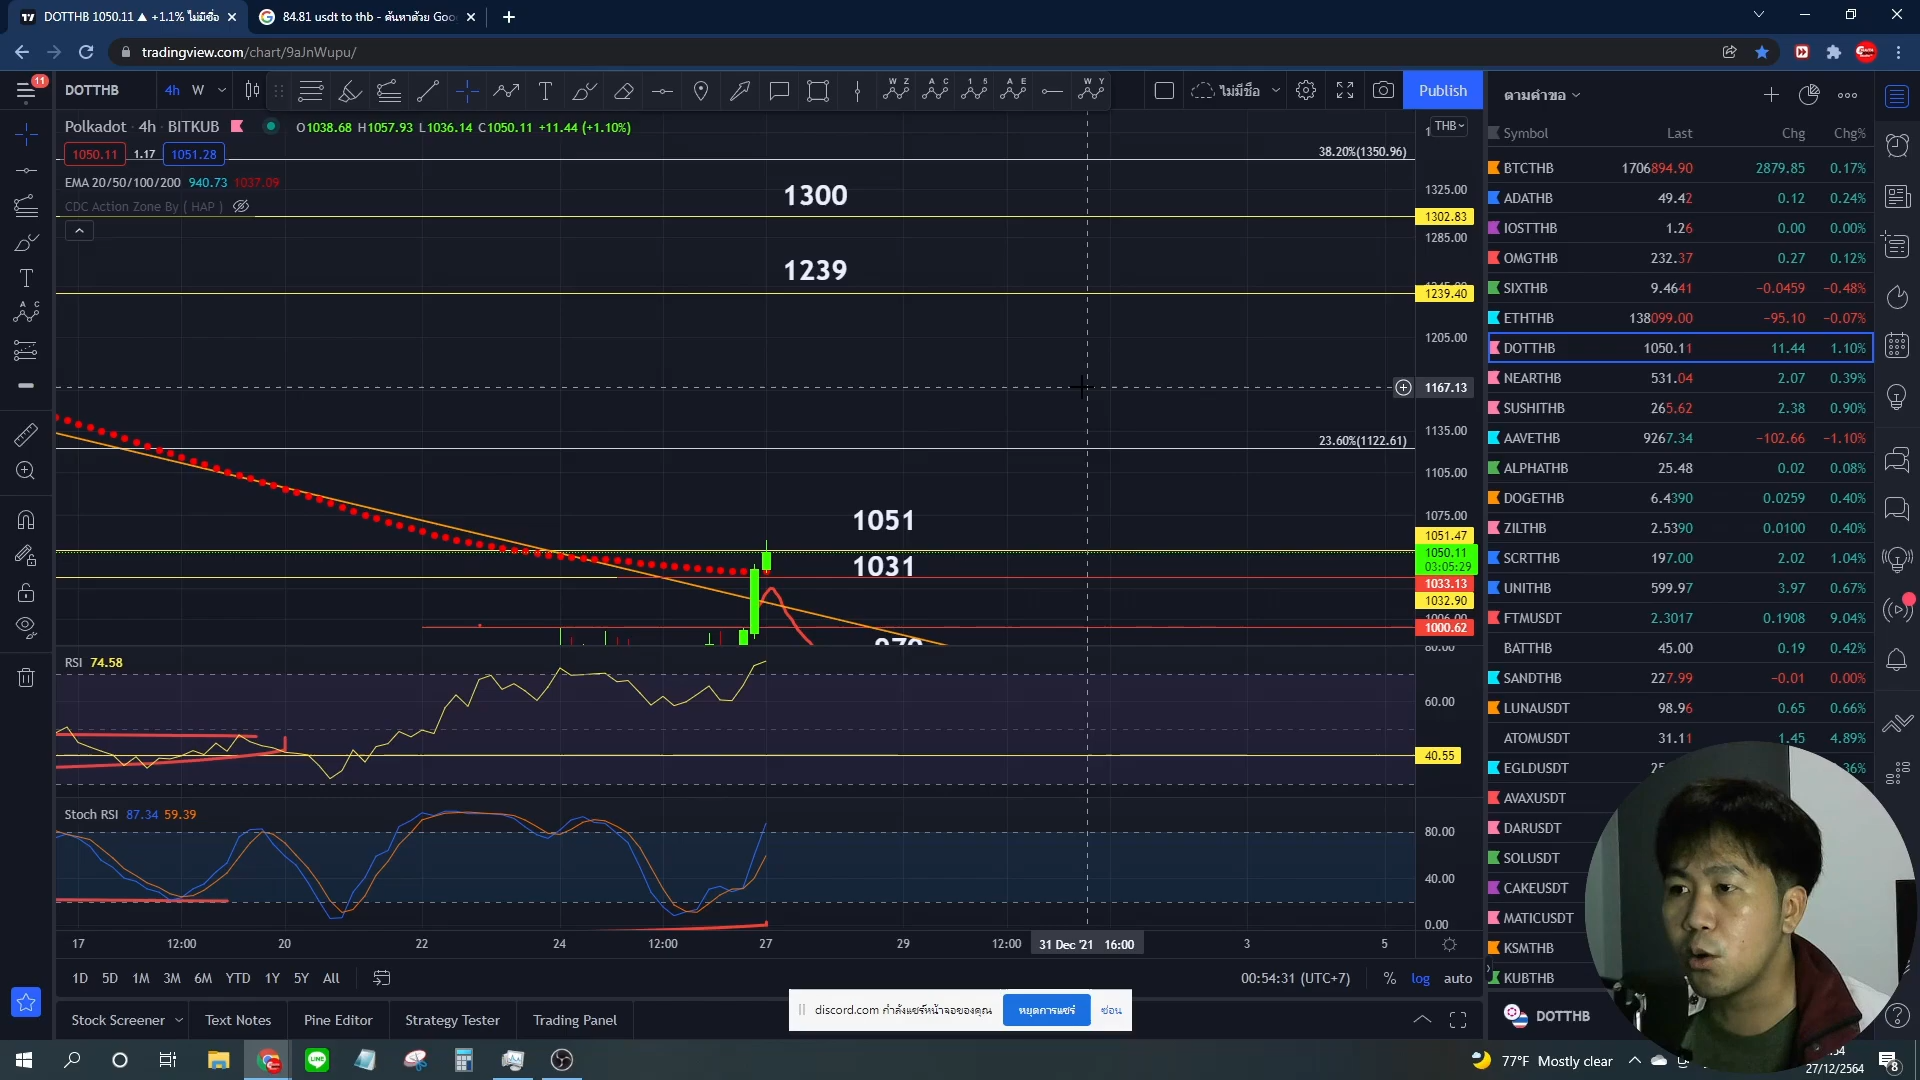 DOTTHB 1050.11 ▲ +1.1% ไม่มีชื่อ
84.81 usdt to thb - ค้นหาด้วย Goo
tradingview.com/chart/9aJnWupu/
11
DOTTHB
4h
W
ไม่มีชื่อ
Publish
ตามคำขอ
Polkadot · 4h · BITKUB
O1038.68 H1057.93 L1036.14 C1050.11 +11.44 (+1.10%)
THB
1050.11
1.17
1051.28
EMA 20/50/100/200 940.73 1037.09
CDC Action Zone By ( HAP )
38.20%(1350.96)
1300
1239
23.60%(1122.61)
1051
1031
1325.00
1302.83
1285.00
1239.40
1205.00
1167.13
1135.00
1105.00
1075.00
1051.47
1050.11
03:05:29
1033.13
1032.90
1000.62
RSI 74.58
80.00
60.00
40.55
Stoch RSI 87.34 59.39
80.00
40.00
0.00
17
12:00
20
22
24
12:00
27
29
12:00
31 Dec '21 16:00
3
5
1D 5D 1M 3M 6M YTD 1Y 5Y All
00:54:31 (UTC+7)
% log auto
Stock Screener
Text Notes
Pine Editor
Strategy Tester
Trading Panel
discord.com กำลังแชร์หน้าจอของคุณ
หยุดการแชร์
ซ่อน
Symbol Last Chg Chg%
BTCTHB 1706894.90 2879.85 0.17%
ADATHB 49.42 0.12 0.24%
IOSTTHB 1.26 0.00 0.00%
OMGTHB 232.37 0.27 0.12%
SIXTHB 9.4641 −0.0459 −0.48%
ETHTHB 138099.00 −95.10 −0.07%
DOTTHB 1050.11 11.44 1.10%
NEARTHB 531.04 2.07 0.39%
SUSHITHB 265.62 2.38 0.90%
AAVETHB 9267.34 −102.66 −1.10%
ALPHATHB 25.48 0.02 0.08%
DOGETHB 6.4390 0.0259 0.40%
ZILTHB 2.5390 0.0100 0.40%
SCRTTHB 197.00 2.02 1.04%
UNITHB 599.97 3.97 0.67%
FTMUSDT 2.3017 0.1908 9.04%
BATTHB 45.00 0.19 0.42%
SANDTHB 227.99 −0.01 0.00%
LUNAUSDT 98.96 0.65 0.66%
ATOMUSDT 31.11 1.45 4.89%
EGLDUSDT
AVAXUSDT
DARUSDT
SOLUSDT
CAKEUSDT
MATICUSDT
KSMTHB
KUBTHB
DOTTHB
77°F Mostly clear
27/12/2564
8